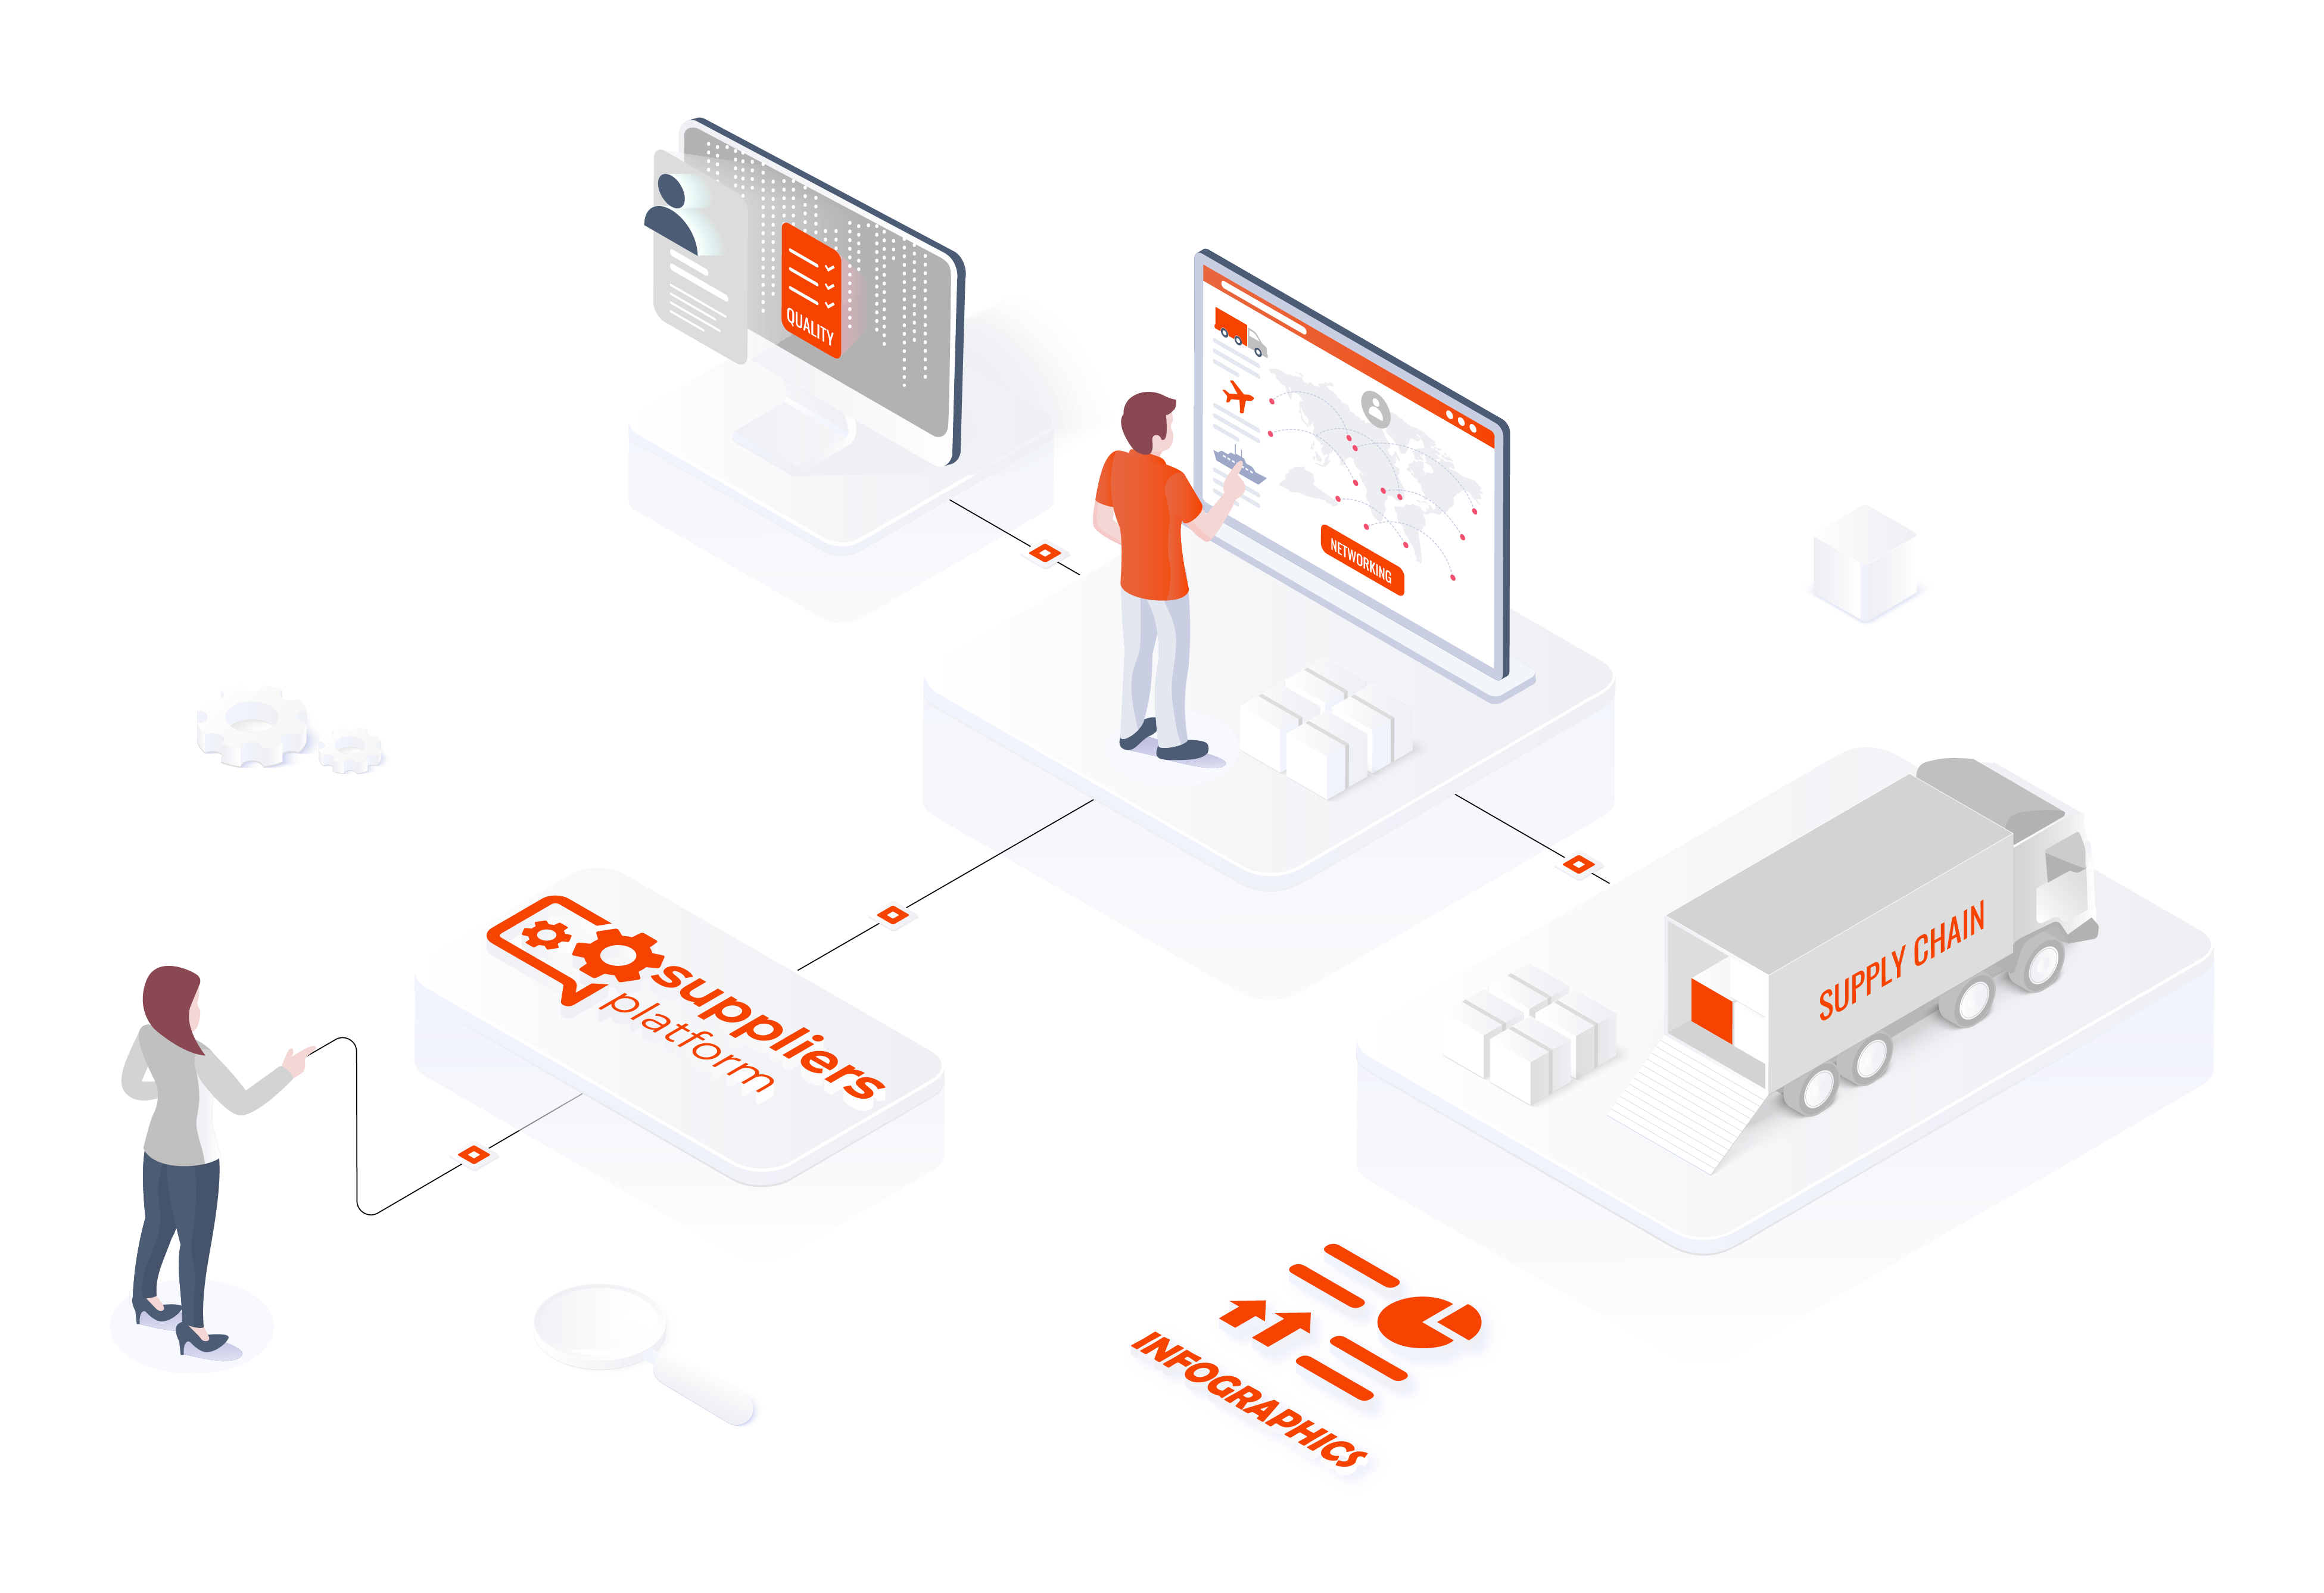 QUALITY
NETWORKING
suppliers
platform
SUPPLY CHAIN
INFOGRAPHICS